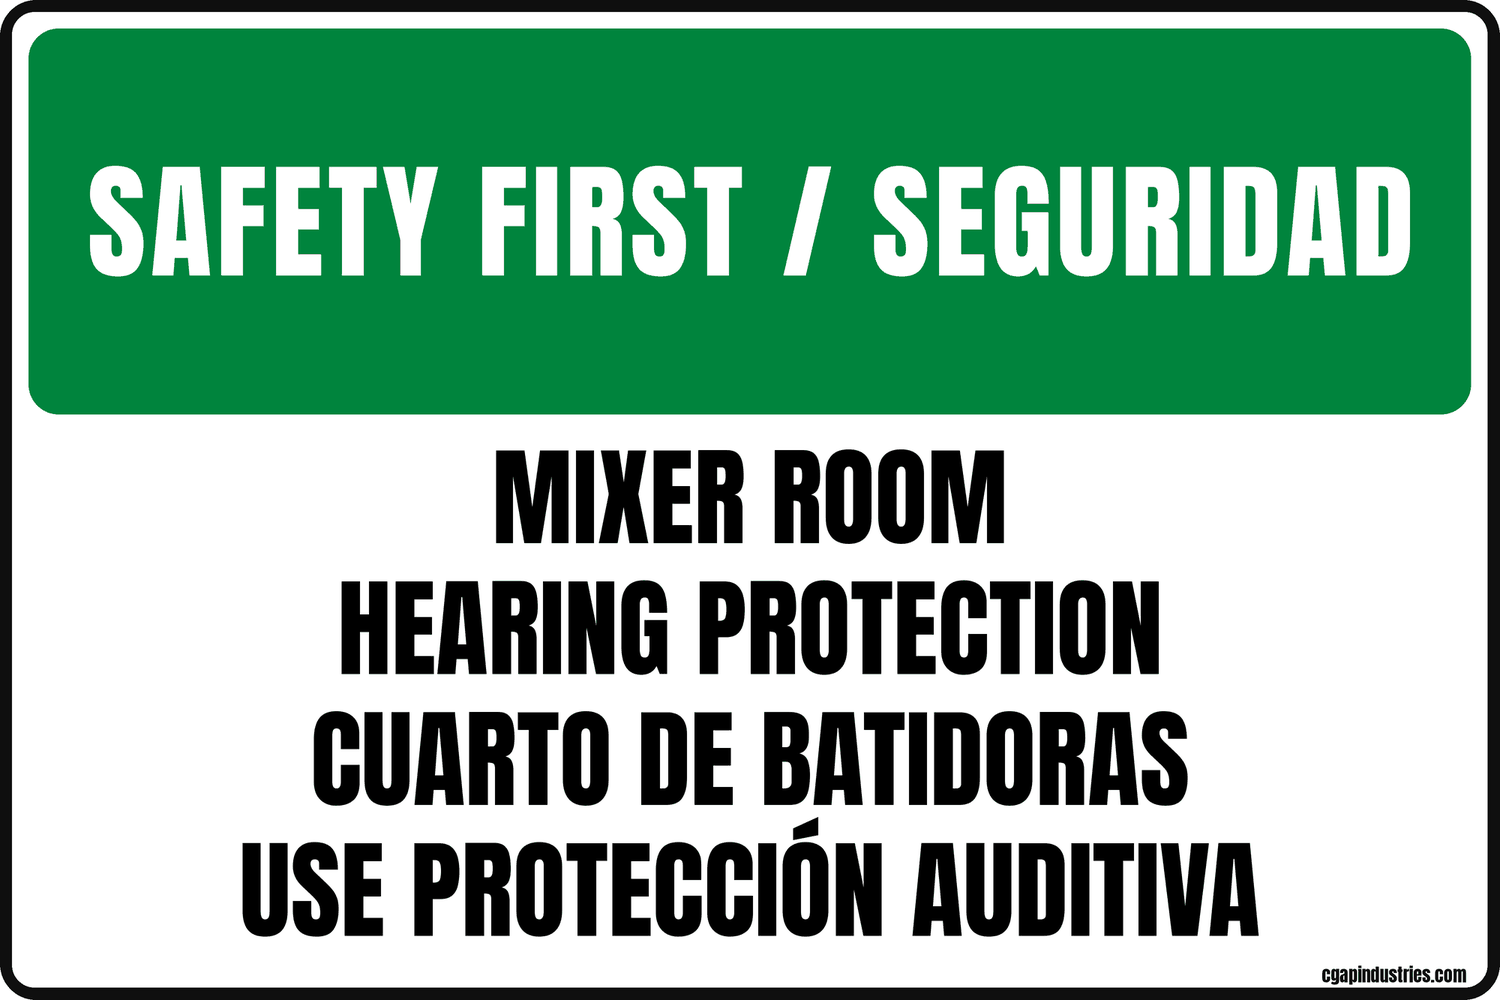 SAFETY FIRST / SEGURIDAD
MIXER ROOM
HEARING PROTECTION
CUARTO DE BATIDORAS
USE PROTECCIÓN AUDITIVA
cgapindustries.com